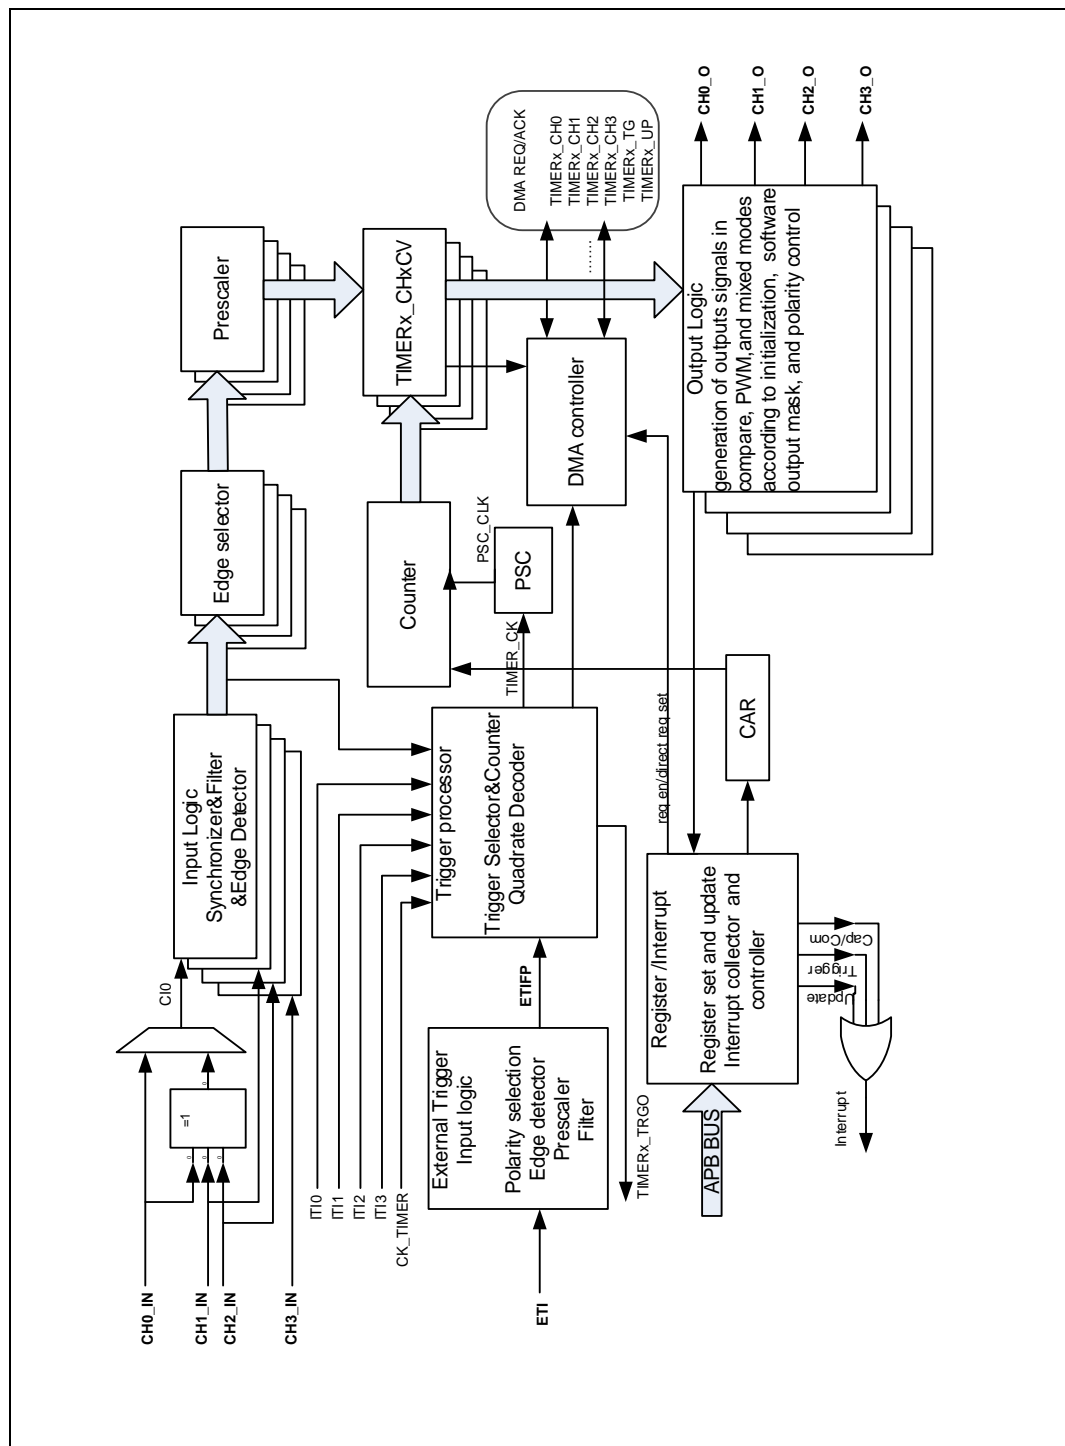 CH0_IN
CH1_IN
CH2_IN
CH3_IN
=1
CI0
Input Logic
Synchronizer&Filter
&Edge Detector
Edge selector
Prescaler
ITI0
ITI1
ITI2
ITI3
CK_TIMER
Trigger processor
Trigger Selector&Counter
Quadrate Decoder
Counter
TIMERx_CHxCV
TIMER_CK
PSC
PSC_CLK
DMA controller
DMA REQ/ACK
TIMERx_CH0
TIMERx_CH1
TIMERx_CH2
TIMERx_CH3
TIMERx_TG
TIMERx_UP
........
ETI
External Trigger
Input logic
Polarity selection
Edge detector
Prescaler
Filter
ETIFP
TIMERx_TRGO
APB BUS
Register /Interrupt
Register set and update
Interrupt collector and
controller
req en/direct req set
CAR
Output Logic
generation of outputs signals in
compare, PWM,and mixed modes
according to initialization, software
output mask, and polarity control
CH0_O
CH1_O
CH2_O
CH3_O
Update
Trigger
Cap/Com
Interrupt